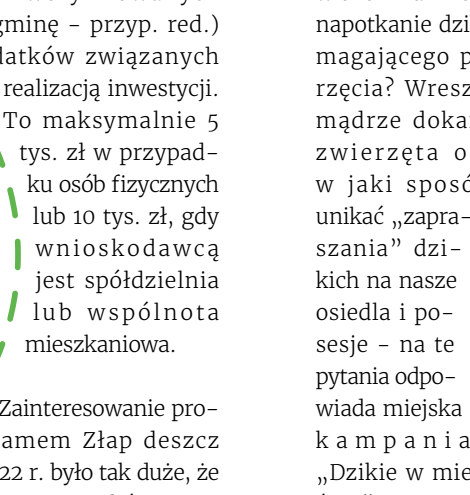 gminę – przyp. red.)
datków związanych
realizacją inwestycji.
To maksymalnie 5
tys. zł w przypad-
ku osób fizycznych
lub 10 tys. zł, gdy
wnioskodawcą
jest spółdzielnia
lub wspólnota
mieszkaniowa.
Zainteresowanie pro-
amem Złap deszcz
22 r. było tak duże, że
napotkanie dzi
magającego p
rzęcia? Wresz
mądrze doka
zwierzęta o
w jaki sposó
unikać „zapra-
szania” dzi-
kich na nasze
osiedla i po-
sesje – na te
pytania odpo-
wiada miejska
kampania
„Dzikie w mie